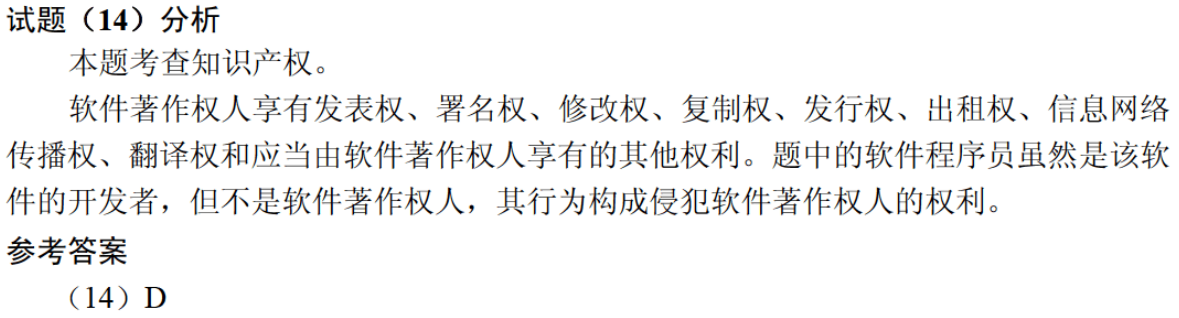 试题（14）分析
本题考查知识产权。
软件著作权人享有发表权、署名权、修改权、复制权、发行权、出租权、信息网络
传播权、翻译权和应当由软件著作权人享有的其他权利。题中的软件程序员虽然是该软
件的开发者，但不是软件著作权人，其行为构成侵犯软件著作权人的权利。
参考答案
（14）D